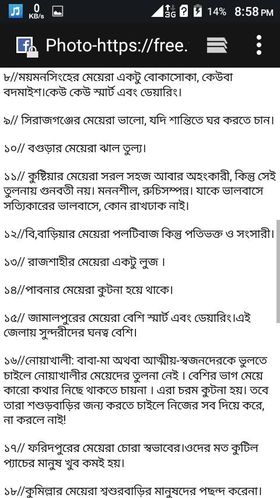 0
KB/s
3G
14%
8:58 PM
Photo-https://free.
৮//ময়মনসিংহের মেয়েরা একটু বোকাসোকা, কেউবা
বদমাইশ।কেউ কেউ স্মার্ট এবং ডেয়ারিং।
৯// সিরাজগঞ্জের মেয়েরা ভালো, যদি শান্তিতে ঘর করতে চান।
১০// বগুড়ার মেয়েরা ঝাল তুল্য।
১১// কুষ্টিয়ার মেয়েরা সরল সহজ আবার অহংকারী, কিন্তু সেই
তুলনায় গুনবতী নয়। মননশীল, রুচিসম্পন্ন। যাকে ভালবাসে
সত্যিকারের ভালবাসে, কোন রাখঢাক নাই।
১২//বি,বাড়িয়ার মেয়েরা পলটিবাজ কিন্তু পতিভক্ত ও সংসারী।
১৩// রাজশাহীর মেয়েরা একটু লুজ ।
১৪//পাবনার মেয়েরা কুটনা হয়ে থাকে।
১৫// জামালপুরের মেয়েরা বেশি স্মার্ট এবং ডেয়ারিং।এই
জেলায় সুন্দরীদের ঘনত্ব বেশি।
১৬//নোয়াখালী: বাবা-মা অথবা আত্মীয়-স্বজনদেরকে ভুলতে
চাইলে নোয়াখালীর মেয়েদের তুলনা নেই । বেশির ভাগ মেয়ে
কারো কথার নিছে থাকতে চায়না । এরা চরম কুটনা হয়। তবে
তারা শশুড়বাড়ির জন্য করতে চাইলে নিজের সব দিয়ে করে,
না করলে নাই!
১৭// ফরিদপুরের মেয়েরা চোরা স্বভাবের।ওদের মত কুটিল
প্যাচের মানুষ খুব কমই হয়।
১৮//কুমিল্লার মেয়েরা শ্বশুরবাড়ির মানুষদের পছন্দ করেনা।